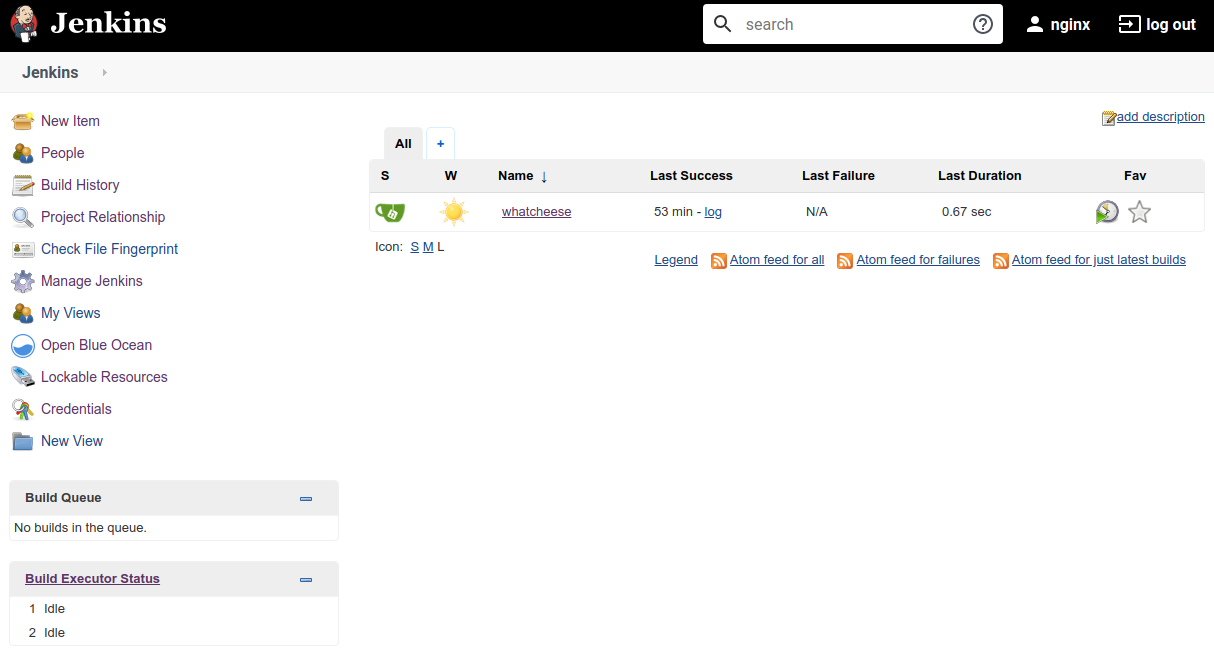 Jenkins
search
nginx
log out
Jenkins
New Item
People
Build History
Project Relationship
Check File Fingerprint
Manage Jenkins
My Views
Open Blue Ocean
Lockable Resources
Credentials
New View
Build Queue
No builds in the queue.
Build Executor Status
1 Idle
2 Idle
add description
All +
S W Name ↓ Last Success Last Failure Last Duration Fav
whatcheese 53 min - log N/A 0.67 sec
Icon: S M L
Legend Atom feed for all Atom feed for failures Atom feed for just latest builds